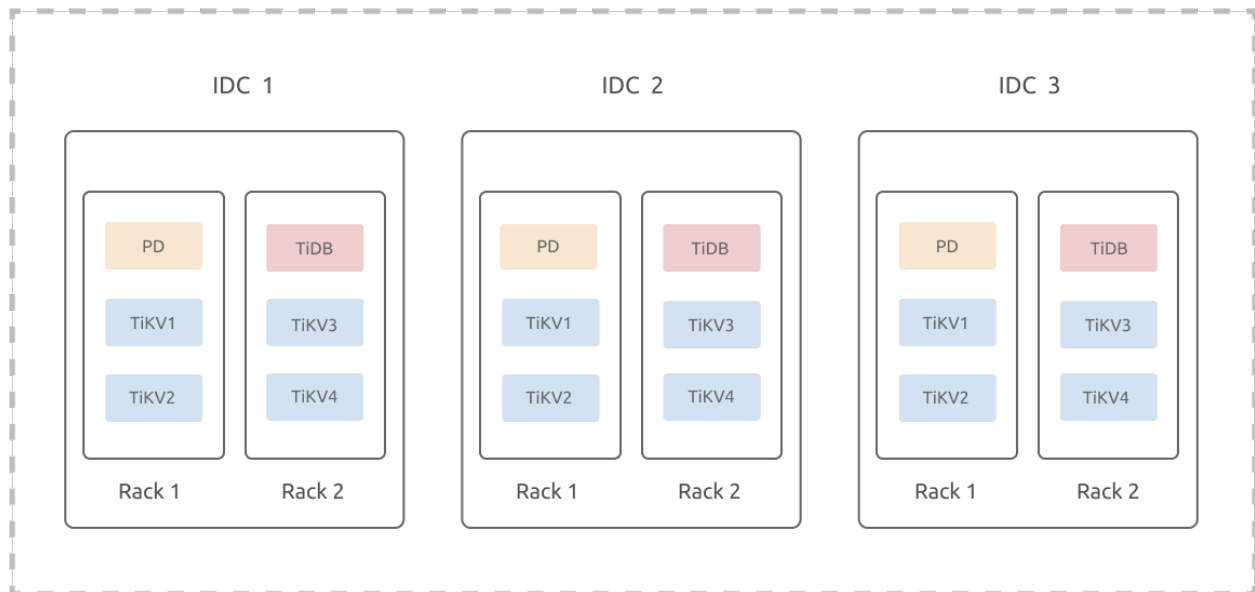 IDC 1 IDC 2 IDC 3
PD TiDB PD TiDB PD TiDB
TiKV1 TiKV3 TiKV1 TiKV3 TiKV1 TiKV3
TiKV2 TiKV4 TiKV2 TiKV4 TiKV2 TiKV4
Rack 1 Rack 2 Rack 1 Rack 2 Rack 1 Rack 2